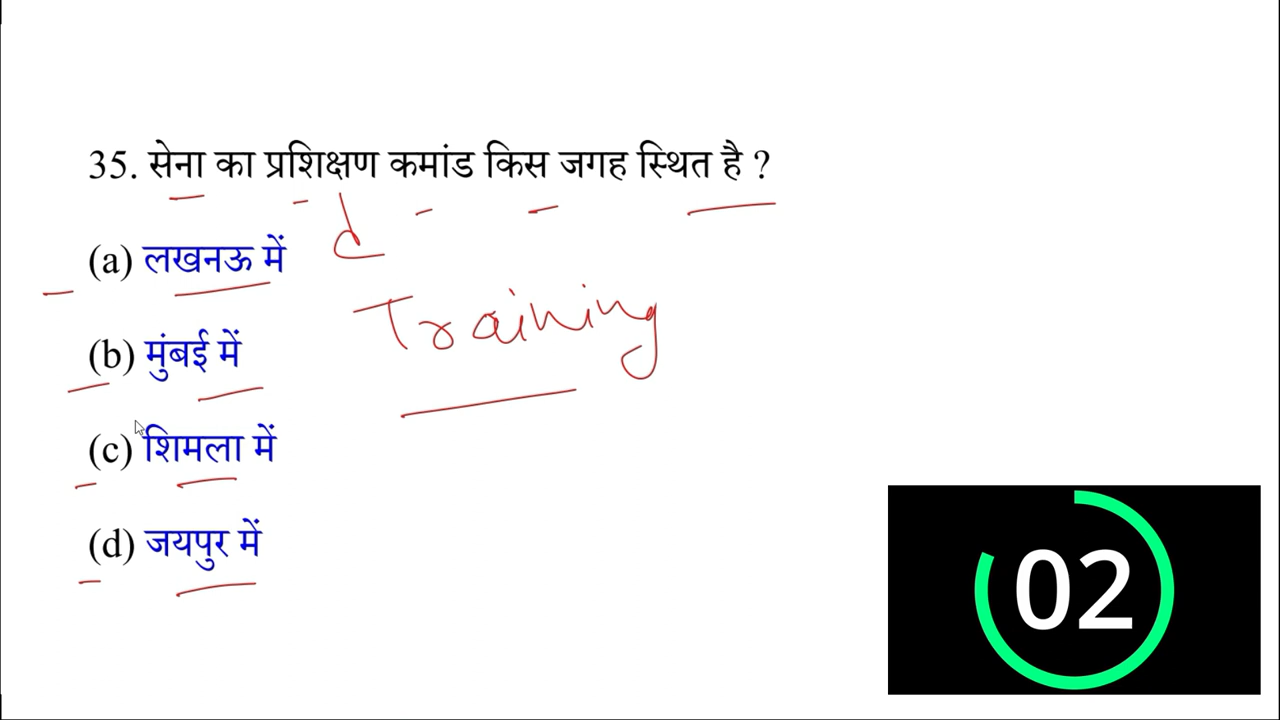 35. सेना का प्रशिक्षण कमांड किस जगह स्थित है ?
(a) लखनऊ में
Training
(b) मुंबई में
(c) शिमला में
(d) जयपुर में
02